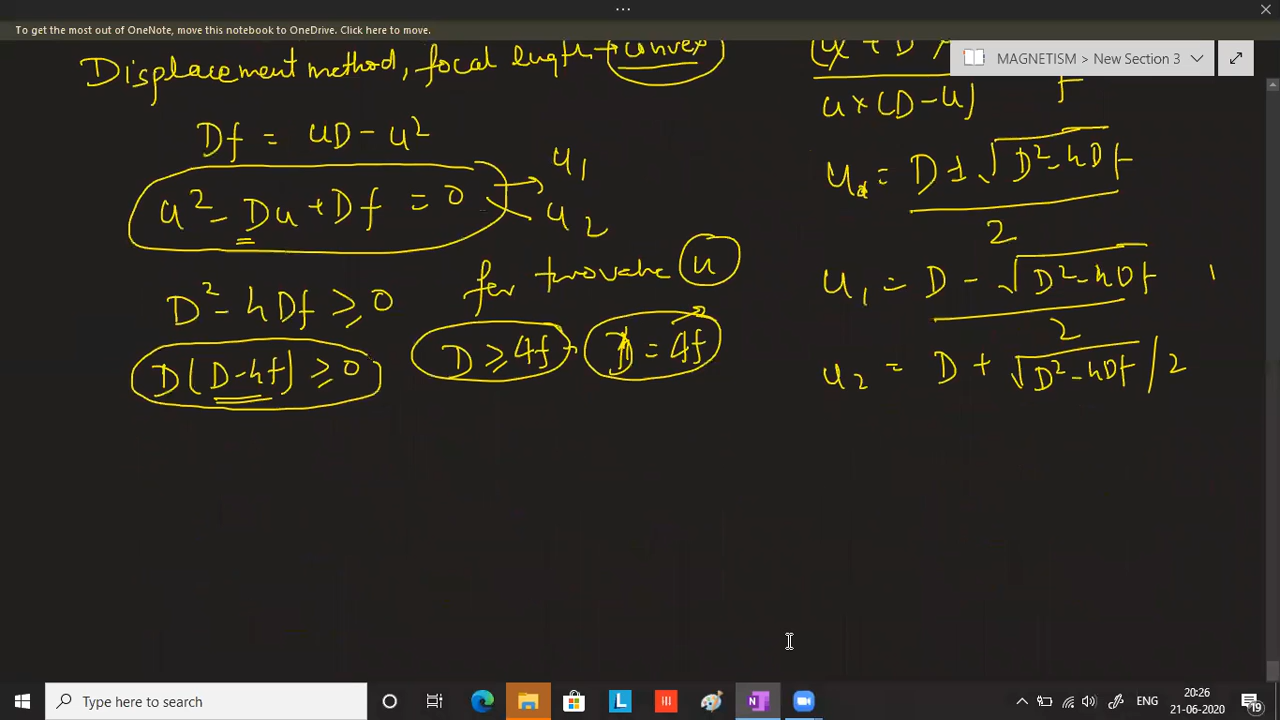 ...
To get the most out of OneNote, move this notebook to OneDrive. Click here to move.
MAGNETISM > New Section 3
Displacement method, focal length → convex
Df = uD - u²
u² - Du + Df = 0
u₁
u₂
D² - 4Df ≥ 0
for two value u
D(D-4f) ≥ 0
D ≥ 4f
D = 4f
u×(D-u)
f
u = D ± √D²-4Df
2
u₁ = D - √D²-4Df
2
u₂ = D + √D²-4Df /2
Type here to search
L
ENG
20:26
21-06-2020
19